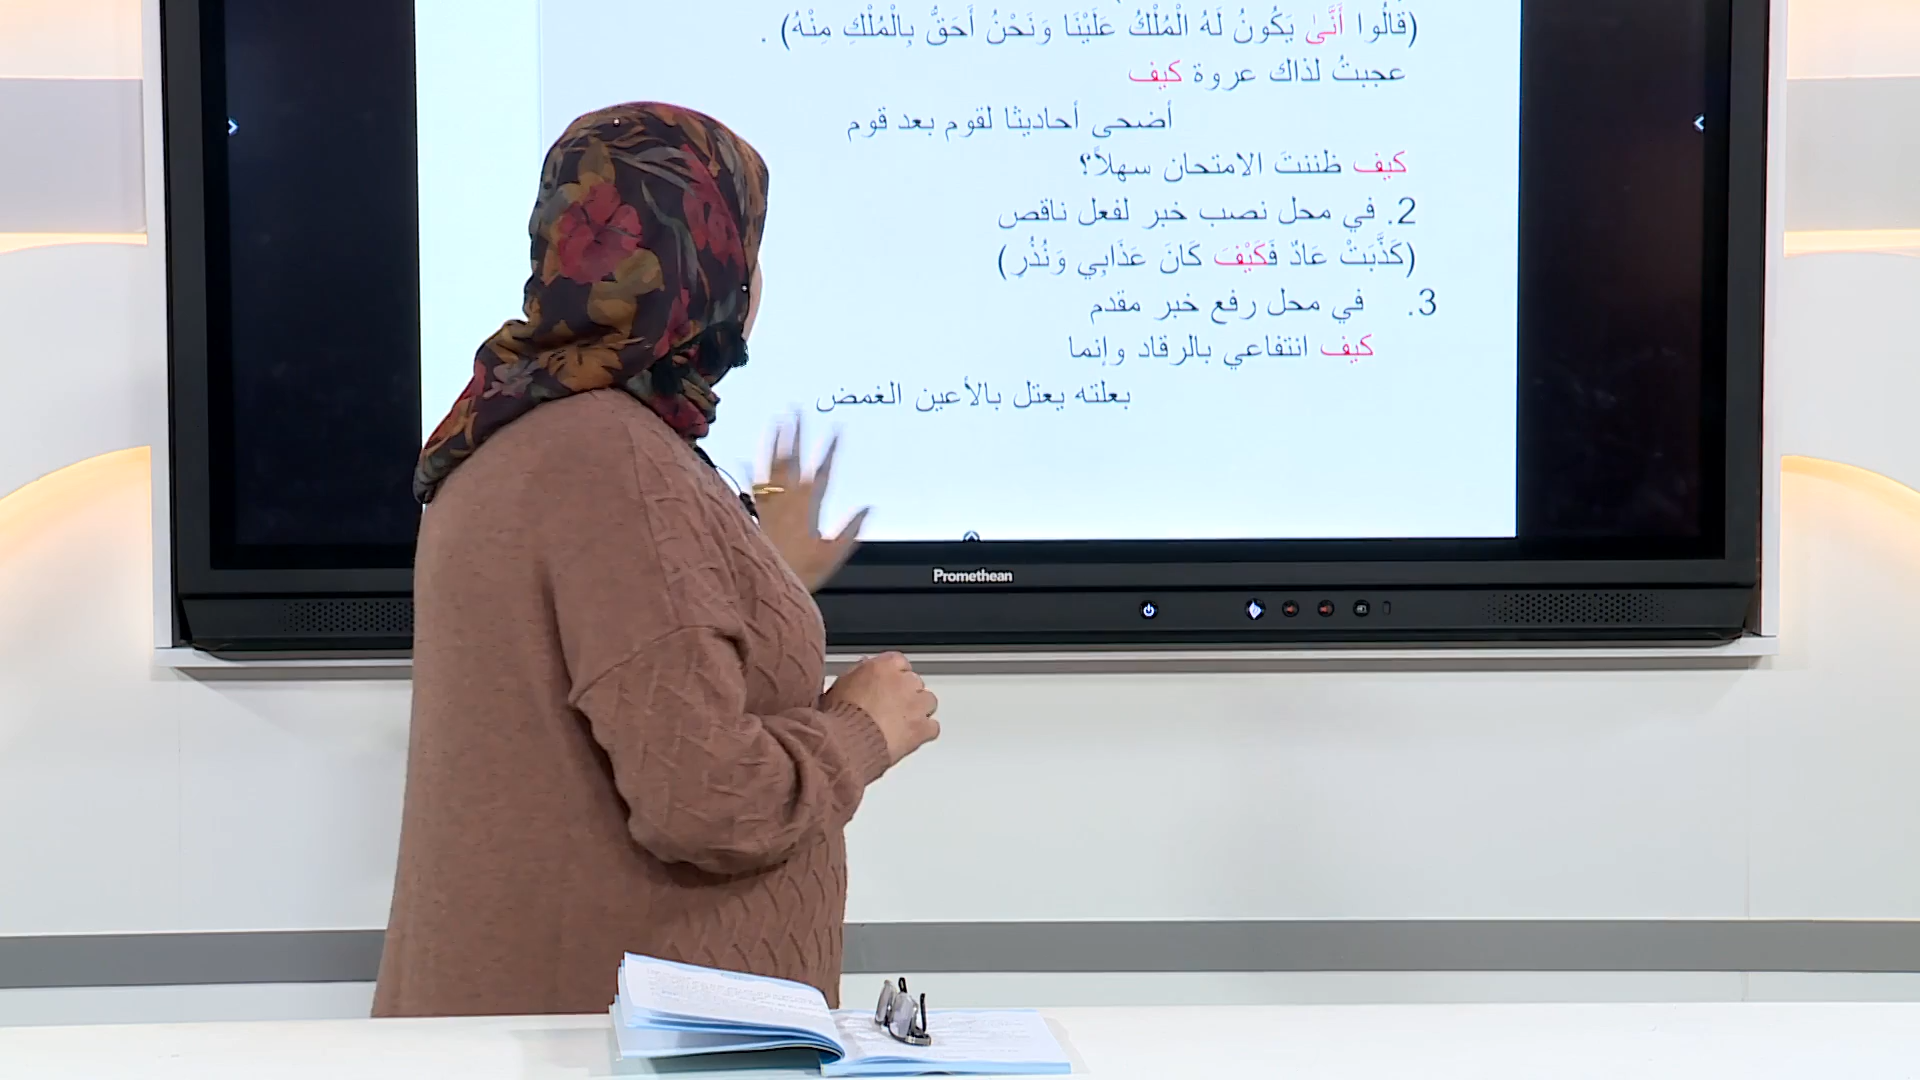 (قَالُوا أَنَّىٰ يَكُونُ لَهُ الْمُلْكُ عَلَيْنَا وَنَحْنُ أَحَقُّ بِالْمُلْكِ مِنْهُ) .
عجبتُ لذاك عروة كيف
أضحى أحاديثا لقوم بعد قوم
كيف ظننتَ الامتحان سهلاً؟
2. في محل نصب خبر لفعل ناقص
(كَذَّبَتْ عَادٌ فَكَيْفَ كَانَ عَذَابِي وَنُذُرِ)
3. في محل رفع خبر مقدم
كيف انتفاعي بالرقاد وإنما
بعلته يعتل بالأعين الغمض
Promethean